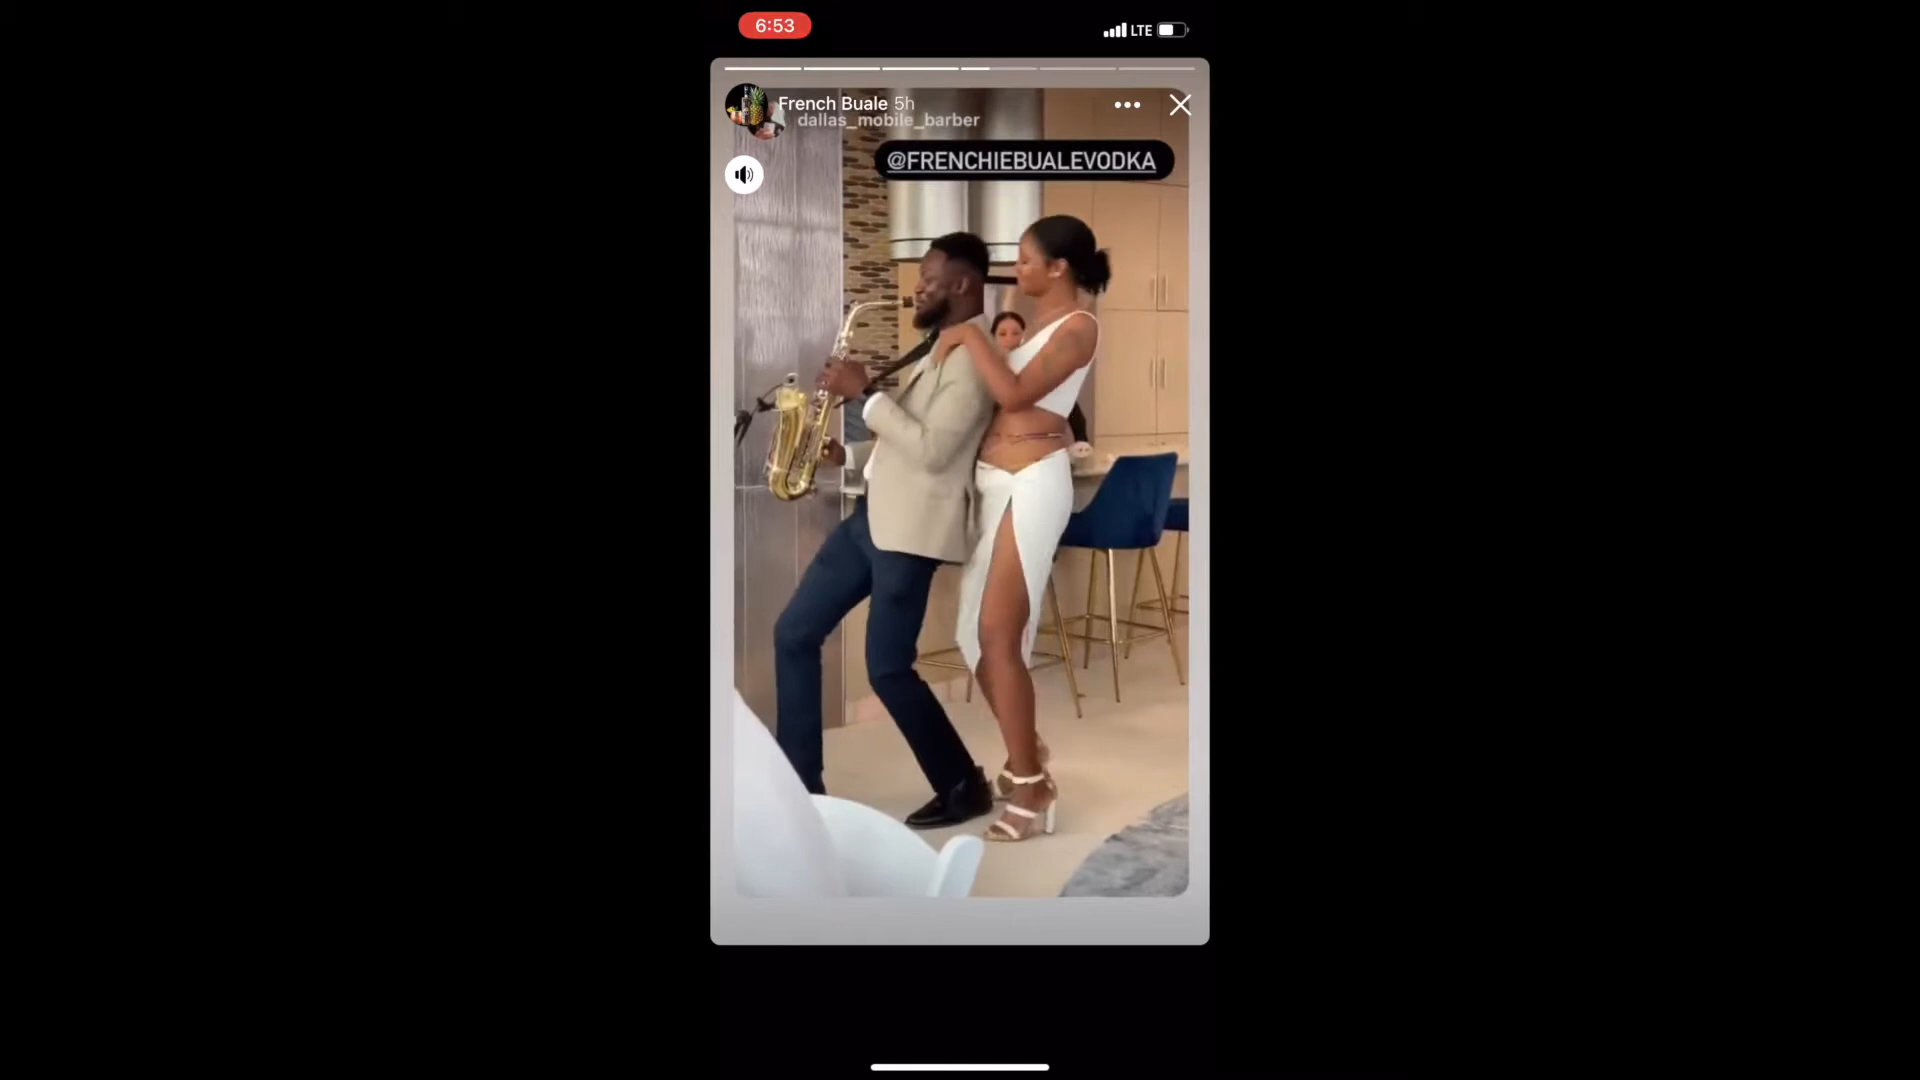 6:53
LTE
French Buale 5h
dallas_mobile_barber
@FRENCHIEBUALEVODKA